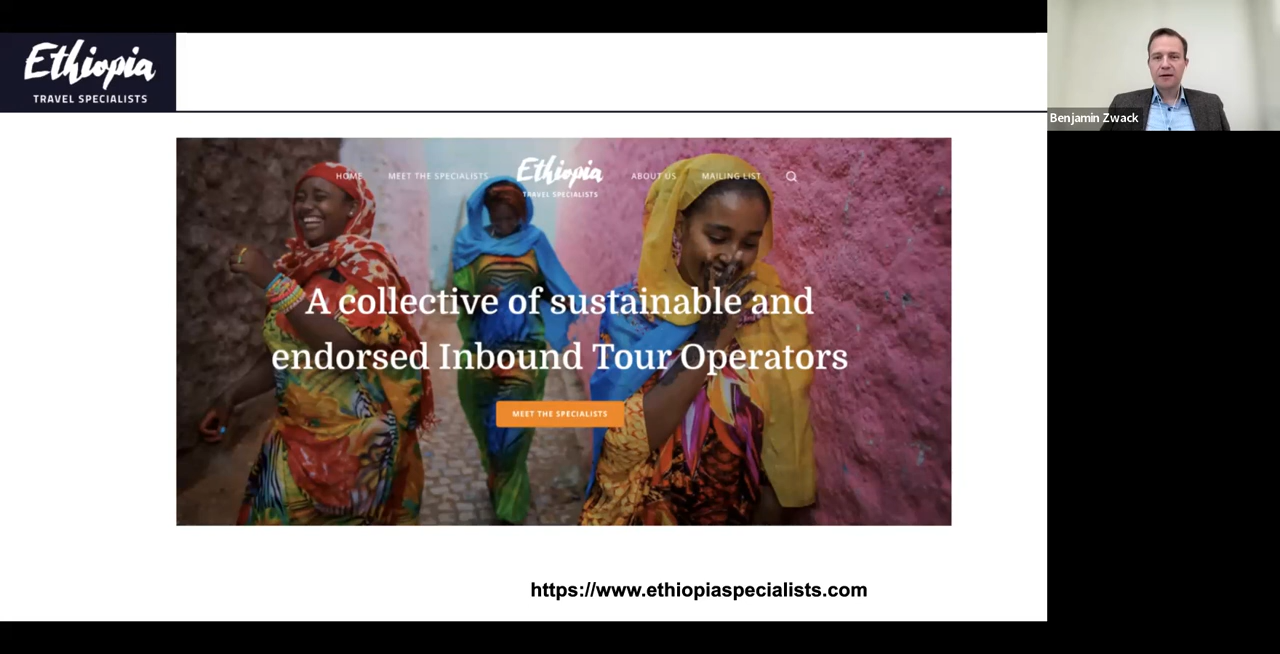 Ethiopia
TRAVEL SPECIALISTS
Benjamin Zwack
HOME
MEET THE SPECIALISTS
Ethiopia
TRAVEL SPECIALISTS
ABOUT US
MAILING LIST
A collective of sustainable and
endorsed Inbound Tour Operators
MEET THE SPECIALISTS
https://www.ethiopiaspecialists.com